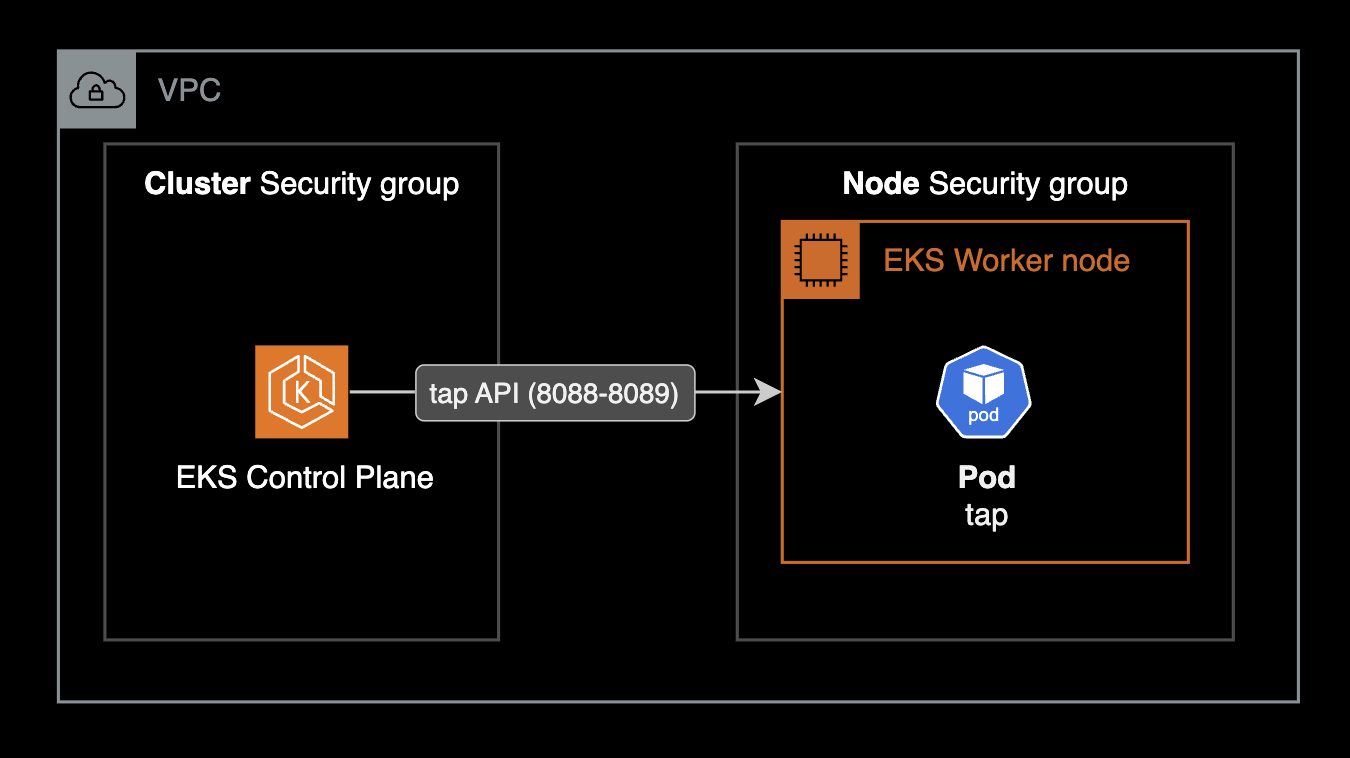 VPC
Cluster Security group
Node Security group
EKS Worker node
K
tap API (8088-8089)
pod
EKS Control Plane
Pod
tap